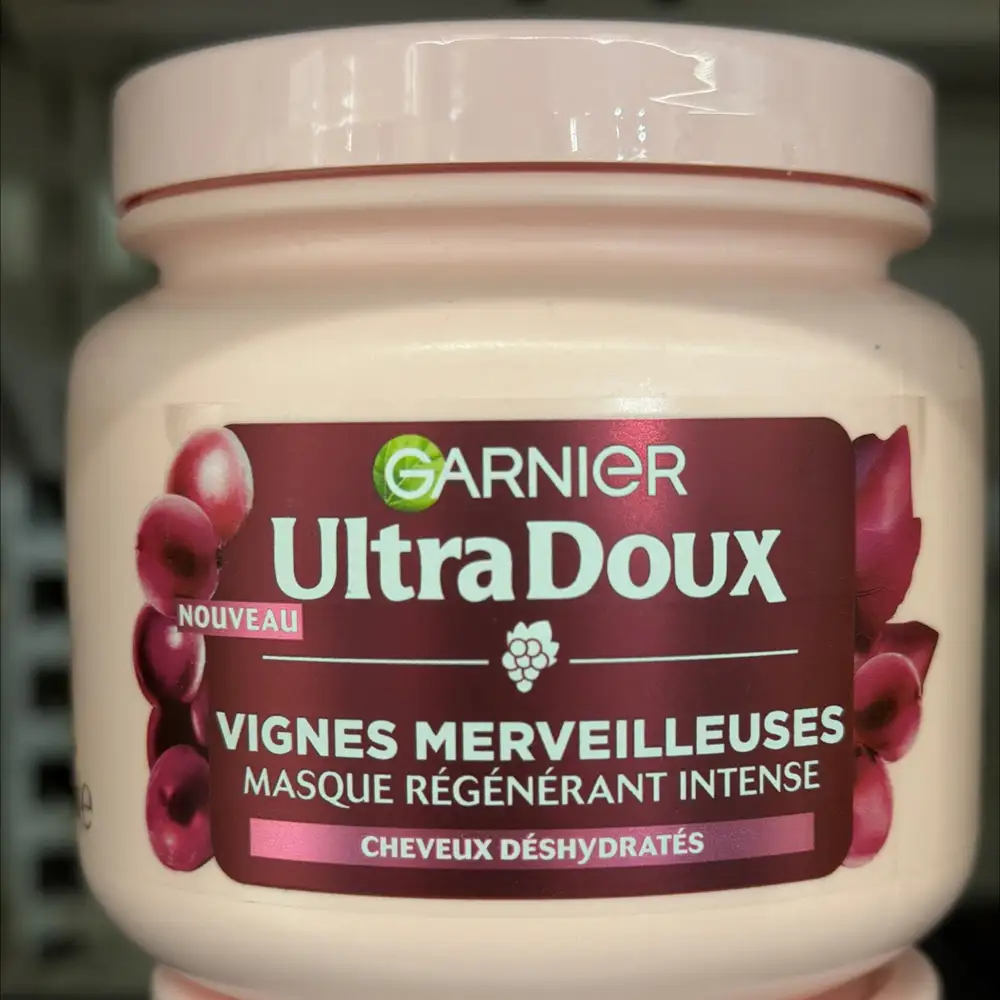 GARNIER
Ultra Doux
NOUVEAU
VIGNES MERVEILLEUSES
MASQUE RÉGÉNÉRANT INTENSE
CHEVEUX DÉSHYDRATÉS